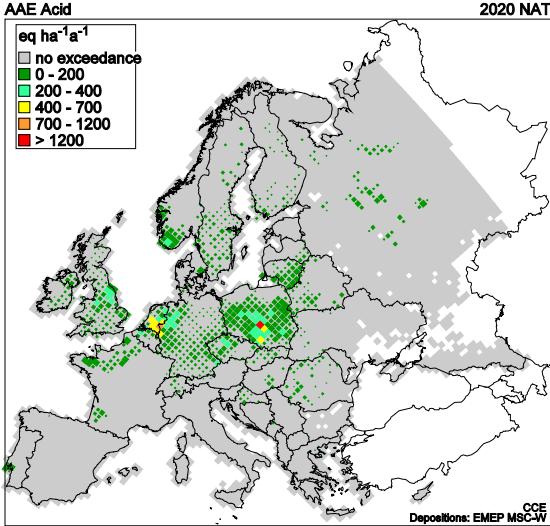 AAE Acid
2020 NAT
eq ha⁻¹a⁻¹
no exceedance
0 - 200
200 - 400
400 - 700
700 - 1200
> 1200
CCE
Depositions: EMEP MSC-W